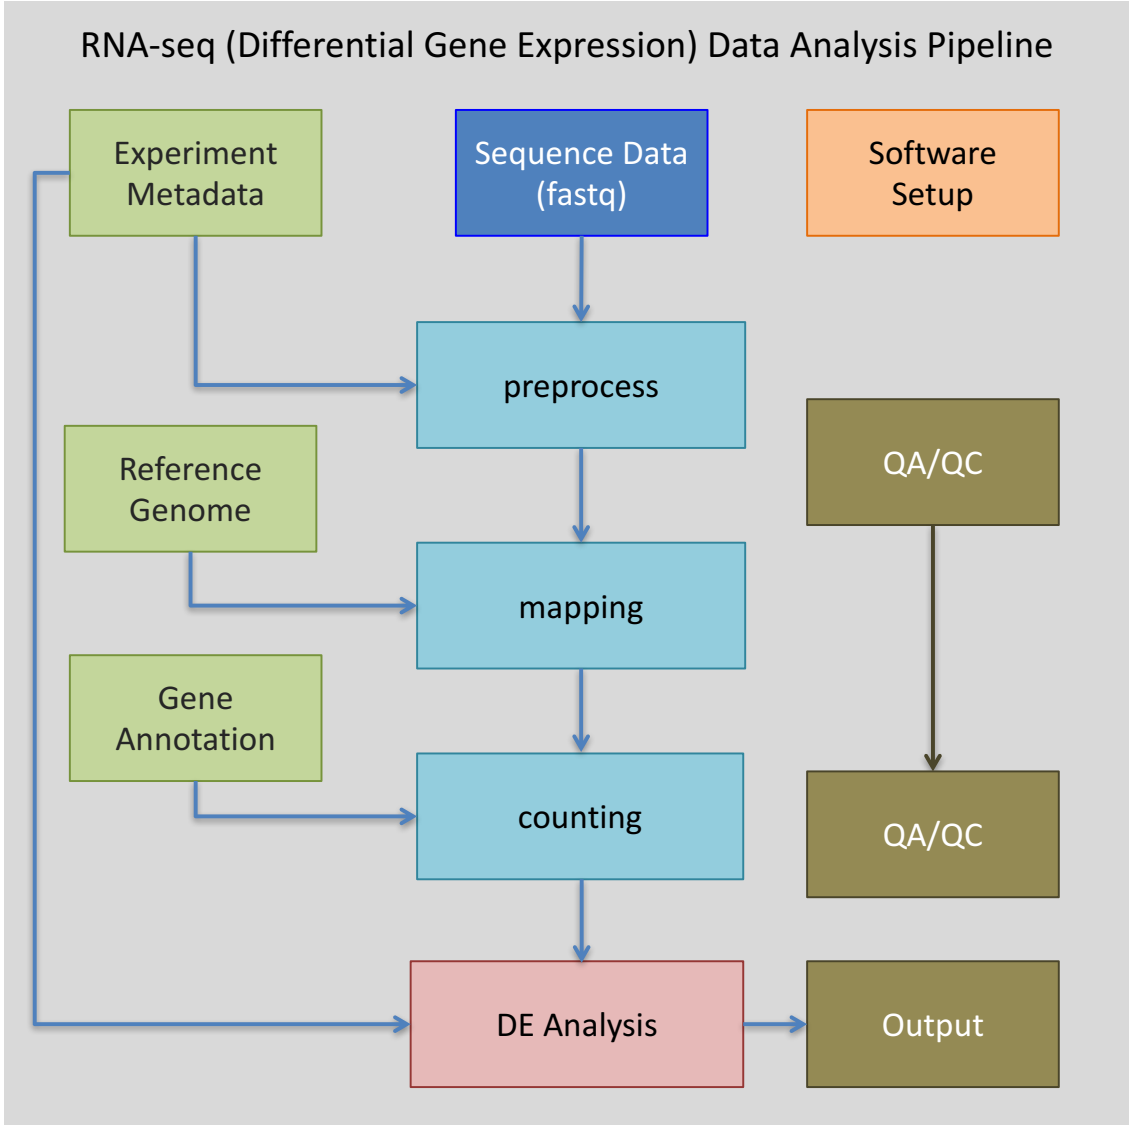 RNA-seq (Differential Gene Expression) Data Analysis Pipeline
Experiment
Metadata
Sequence Data
(fastq)
Software
Setup
preprocess
Reference
Genome
QA/QC
mapping
Gene
Annotation
counting
QA/QC
DE Analysis
Output